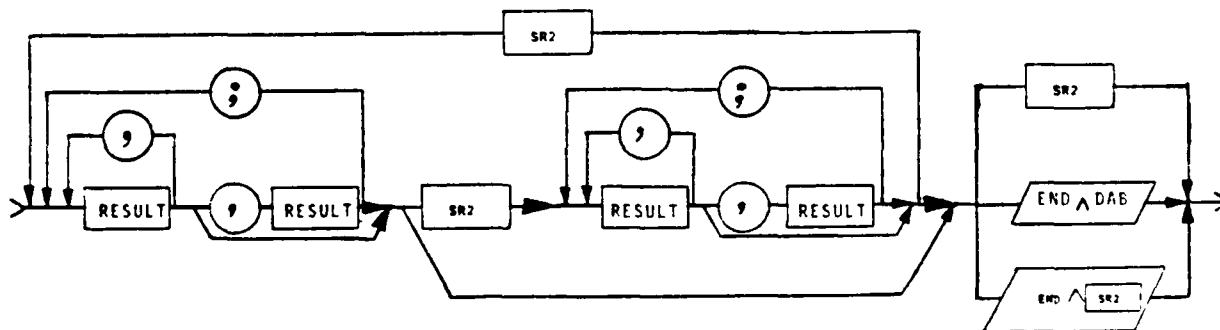 SR2
; ;
, ,
SR2
RESULT , RESULT SR2 RESULT , RESULT
END ∧ DAB
END ∧ SR2